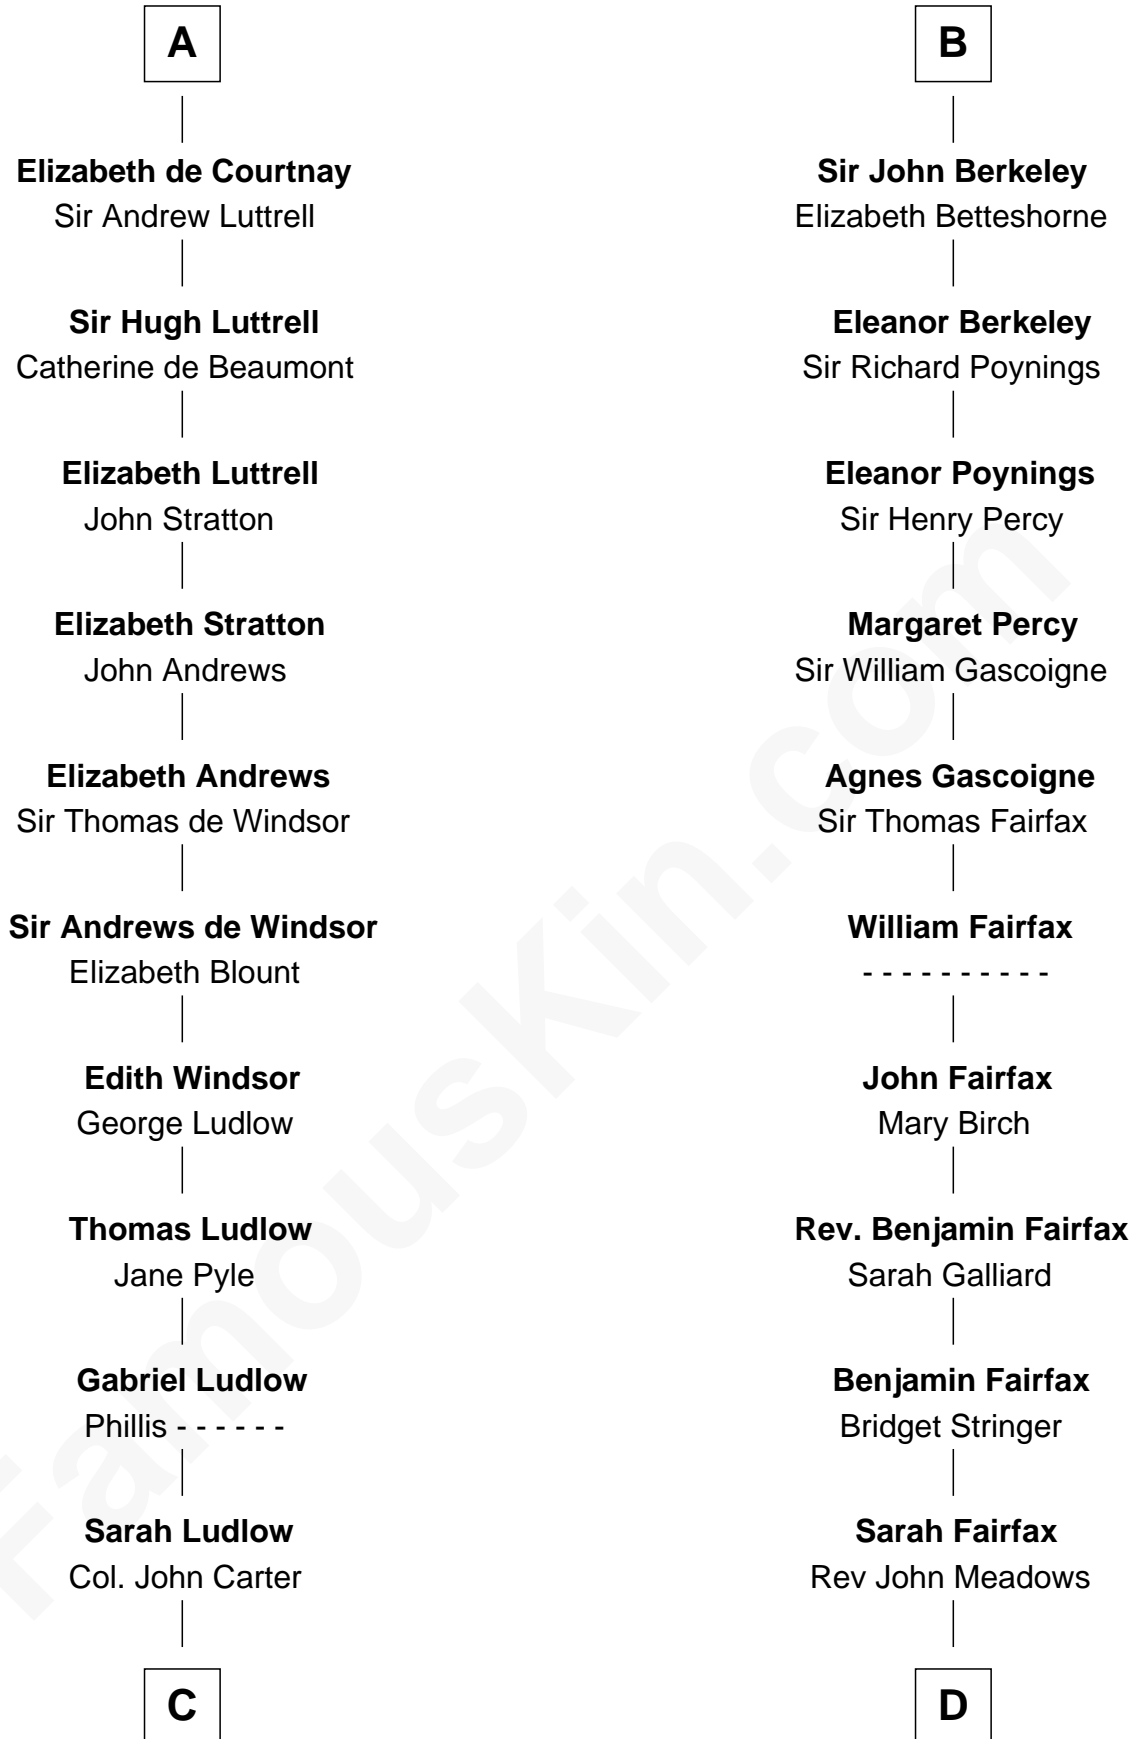 A
Elizabeth de Courtnay
Sir Andrew Luttrell
Sir Hugh Luttrell
Catherine de Beaumont
Elizabeth Luttrell
John Stratton
Elizabeth Stratton
John Andrews
Elizabeth Andrews
Sir Thomas de Windsor
Sir Andrews de Windsor
Elizabeth Blount
Edith Windsor
George Ludlow
Thomas Ludlow
Jane Pyle
Gabriel Ludlow
Phillis - - - - - -
Sarah Ludlow
Col. John Carter
C
B
Sir John Berkeley
Elizabeth Betteshorne
Eleanor Berkeley
Sir Richard Poynings
Eleanor Poynings
Sir Henry Percy
Margaret Percy
Sir William Gascoigne
Agnes Gascoigne
Sir Thomas Fairfax
William Fairfax
- - - - - - - - - -
John Fairfax
Mary Birch
Rev. Benjamin Fairfax
Sarah Galliard
Benjamin Fairfax
Bridget Stringer
Sarah Fairfax
Rev John Meadows
D
FamousKin.com